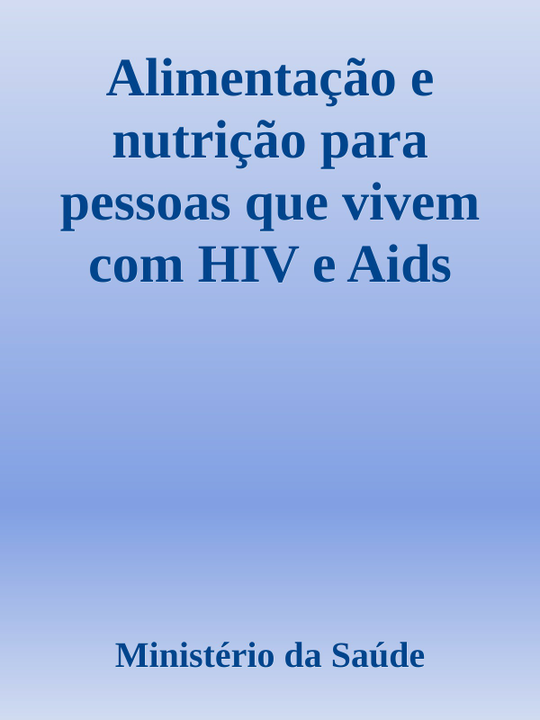 Alimentação e
nutrição para
pessoas que vivem
com HIV e Aids
Ministério da Saúde